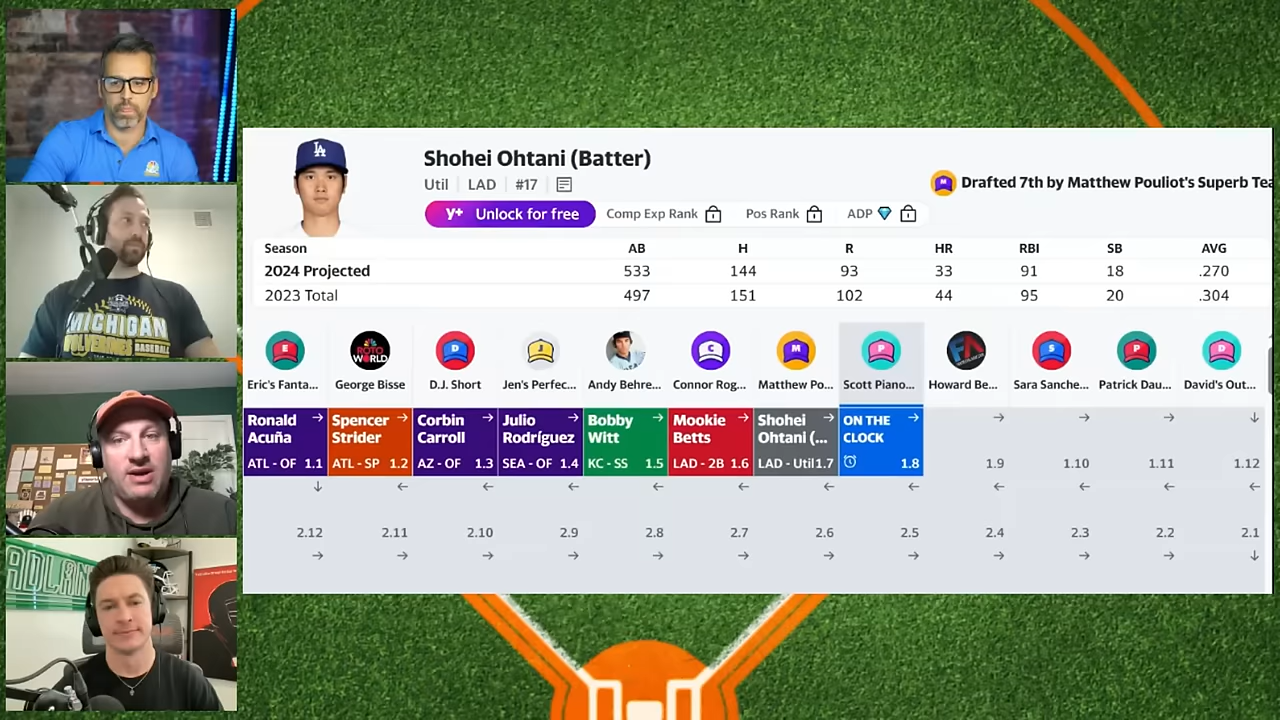 Shohei Ohtani (Batter)
Util | LAD | #17
y+ Unlock for free
Comp Exp Rank
Pos Rank
ADP
M
Drafted 7th by Matthew Pouliot's Superb Tea
Season AB H R HR RBI SB AVG
2024 Projected 533 144 93 33 91 18 .270
2023 Total 497 151 102 44 95 20 .304
E ROTO WORLD D J C M P FA S P D
Eric's Fanta... George Bisse D.J. Short Jen's Perfec... Andy Behre... Connor Rog... Matthew Po... Scott Piano... Howard Be... Sara Sanche... Patrick Dau... David's Out...
Ronald Spencer Corbin Julio Bobby Mookie Shohei ON THE
Acuña Strider Carroll Rodríguez Witt Betts Ohtani (... CLOCK
ATL - OF 1.1 ATL - SP 1.2 AZ - OF 1.3 SEA - OF 1.4 KC - SS 1.5 LAD - 2B 1.6 LAD - Util 1.7 1.8 1.9 1.10 1.11 1.12
2.12 2.11 2.10 2.9 2.8 2.7 2.6 2.5 2.4 2.3 2.2 2.1
LA
MICHIGAN
WOLVERINES BASEBALL